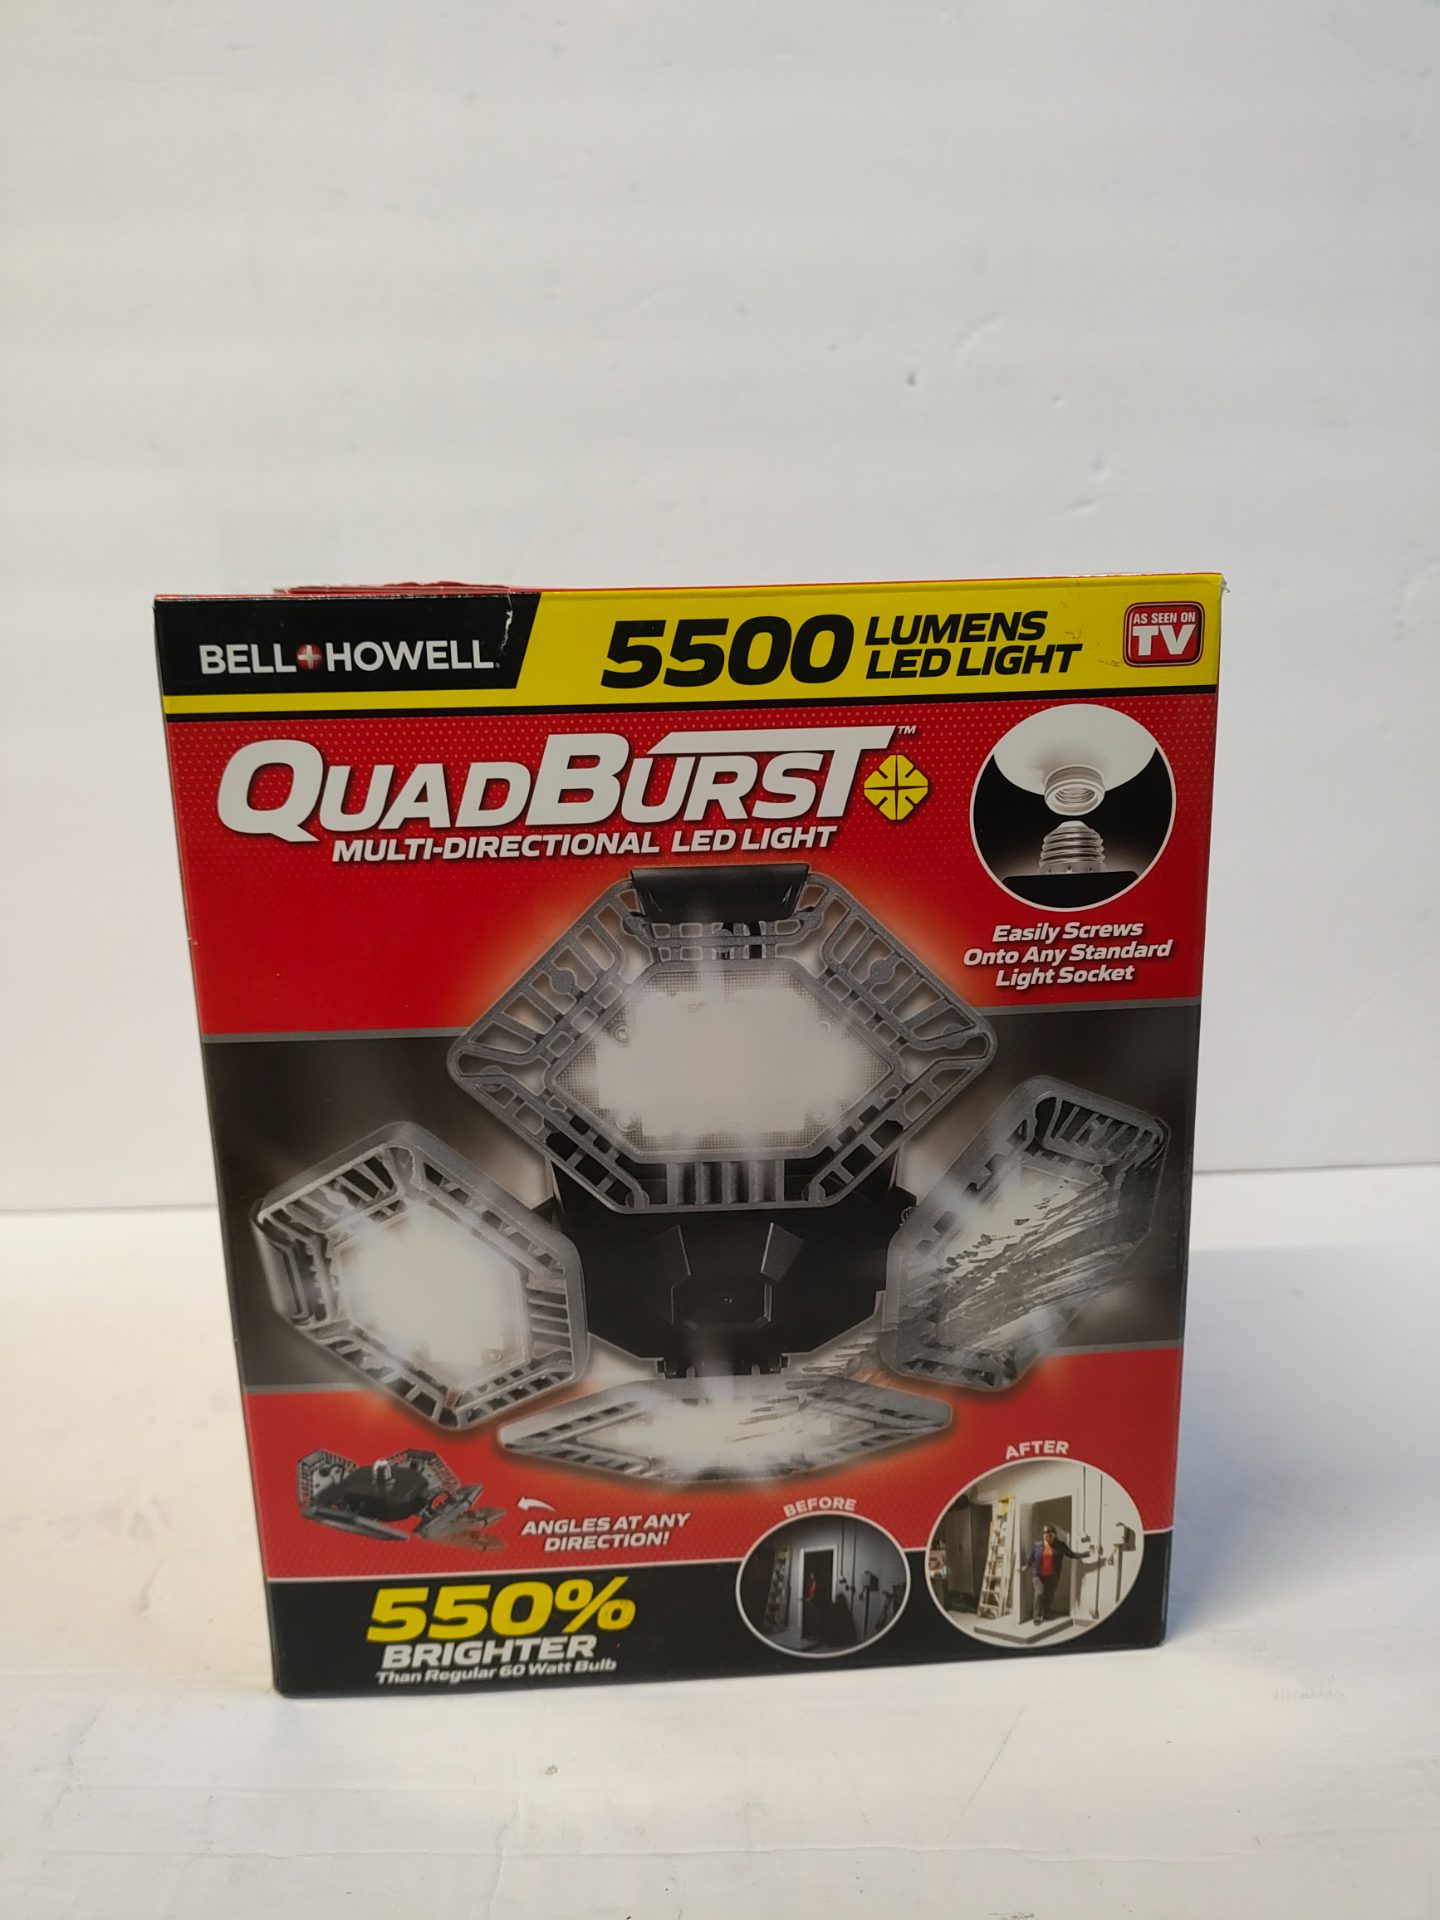 BELL+HOWELL
5500 LUMENS
LED LIGHT
AS SEEN ON
TV
QUADBURST™
MULTI-DIRECTIONAL LED LIGHT
Easily Screws
Onto Any Standard
Light Socket
ANGLES AT ANY
DIRECTION!
BEFORE
AFTER
550%
BRIGHTER
Than Regular 60 Watt Bulb